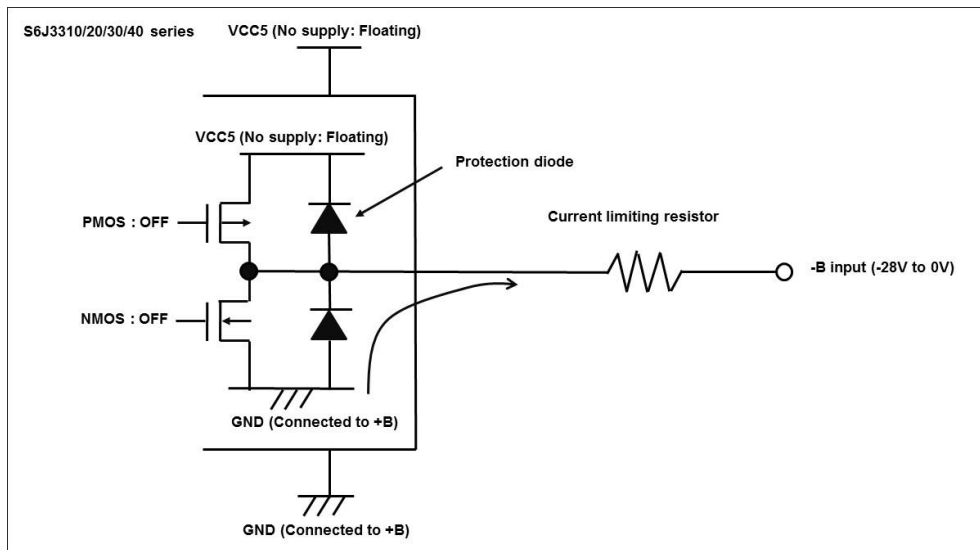 S6J3310/20/30/40 series
VCC5 (No supply: Floating)
VCC5 (No supply: Floating)
Protection diode
Current limiting resistor
PMOS : OFF
-B input (-28V to 0V)
NMOS : OFF
GND (Connected to +B)
GND (Connected to +B)